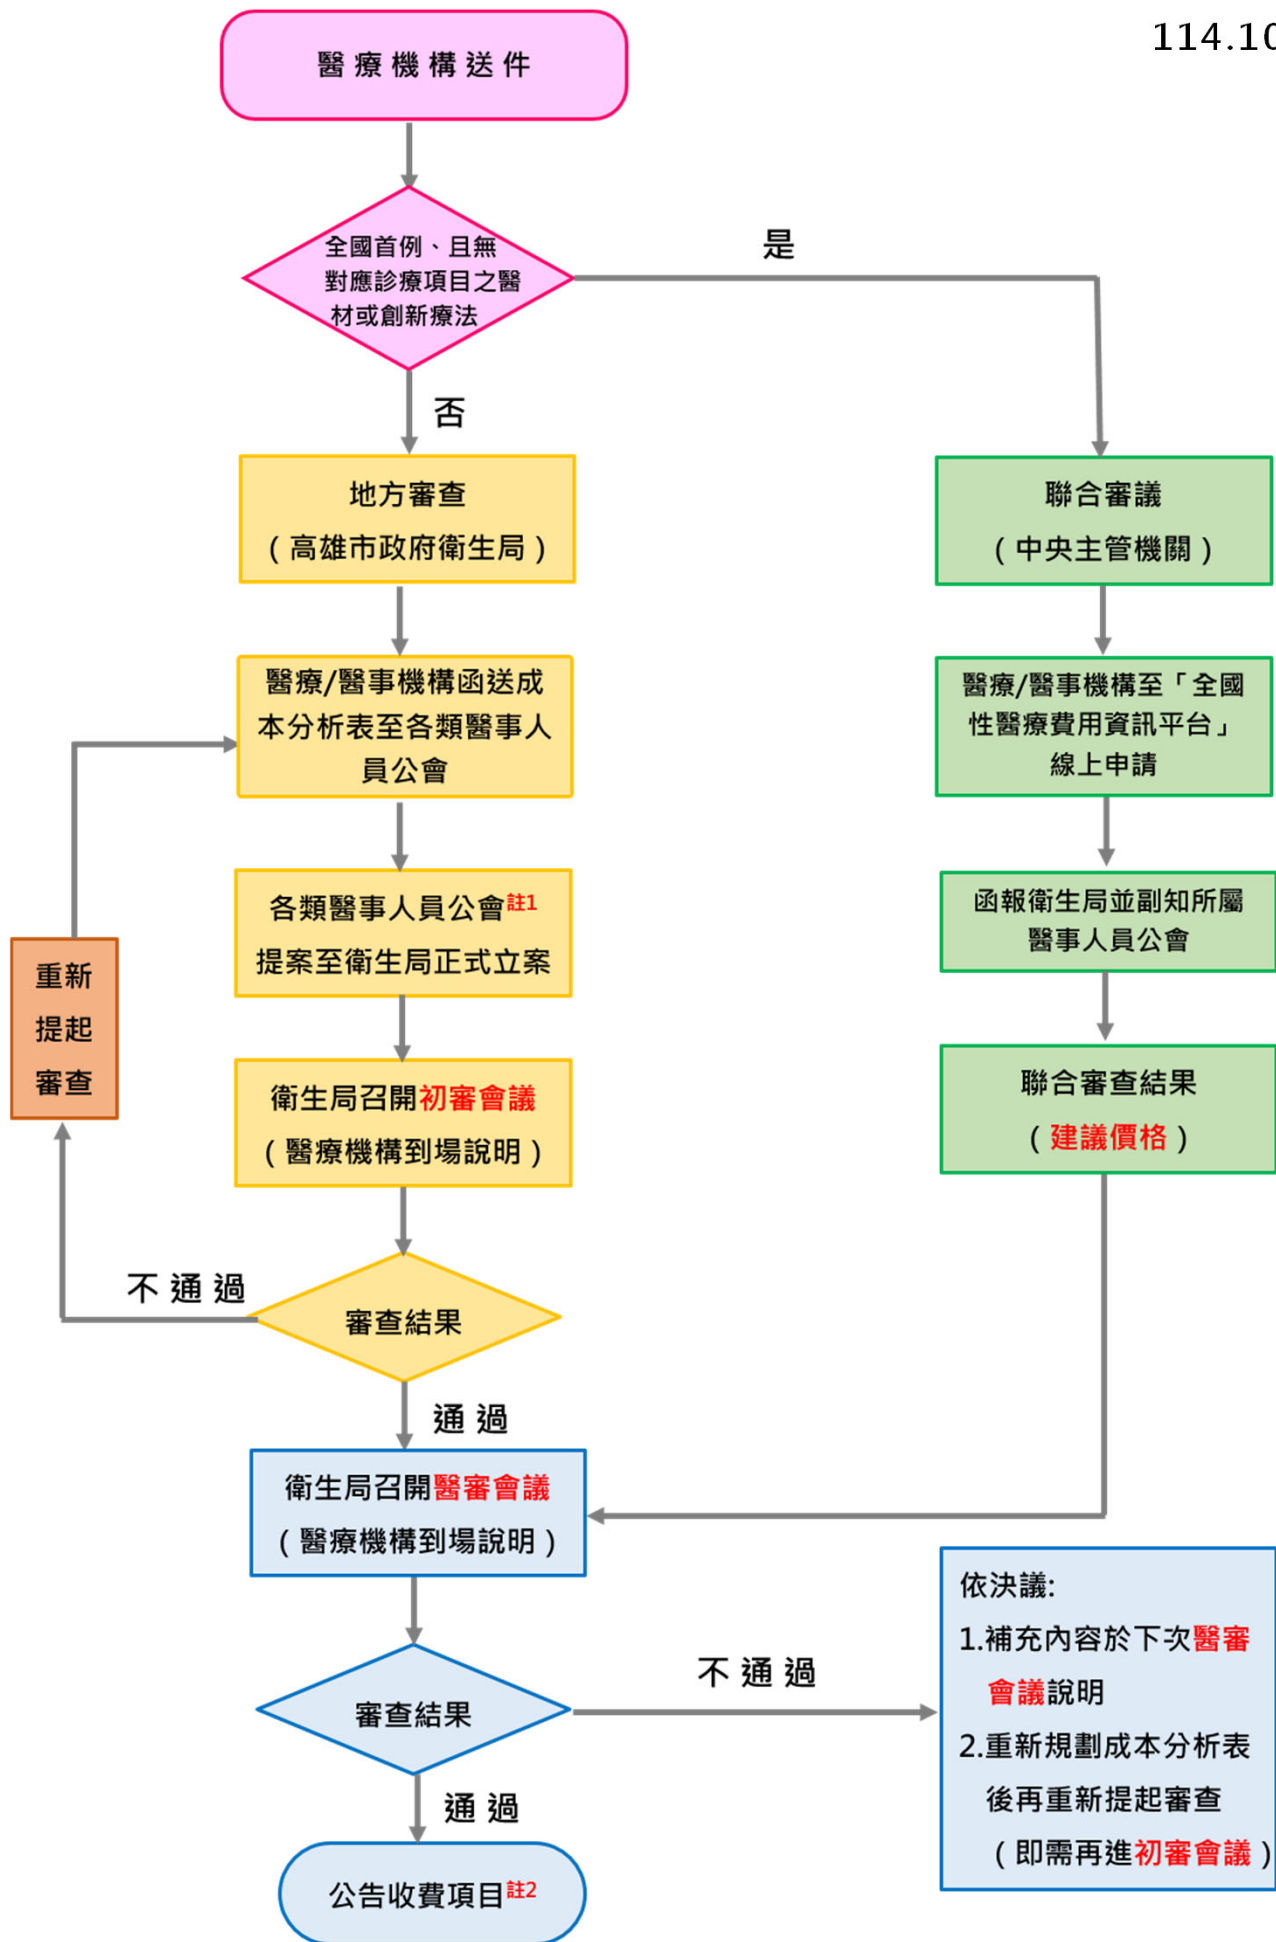 114.10
醫療機構送件
全國首例、且無
對應診療項目之醫
材或創新療法
是
否
地方審查
(高雄市政府衛生局)
聯合審議
(中央主管機關)
醫療/醫事機構函送成
本分析表至各類醫事人
員公會
醫療/醫事機構至「全國
性醫療費用資訊平台」
線上申請
各類醫事人員公會註1
提案至衛生局正式立案
函報衛生局並副知所屬
醫事人員公會
重新
提起
審查
衛生局召開初審會議
(醫療機構到場說明)
聯合審查結果
(建議價格)
不通過
審查結果
通過
衛生局召開醫審會議
(醫療機構到場說明)
審查結果
不通過
依決議:
1.補充內容於下次醫審
會議說明
2.重新規劃成本分析表
後再重新提起審查
(即需再進初審會議)
通過
公告收費項目註2